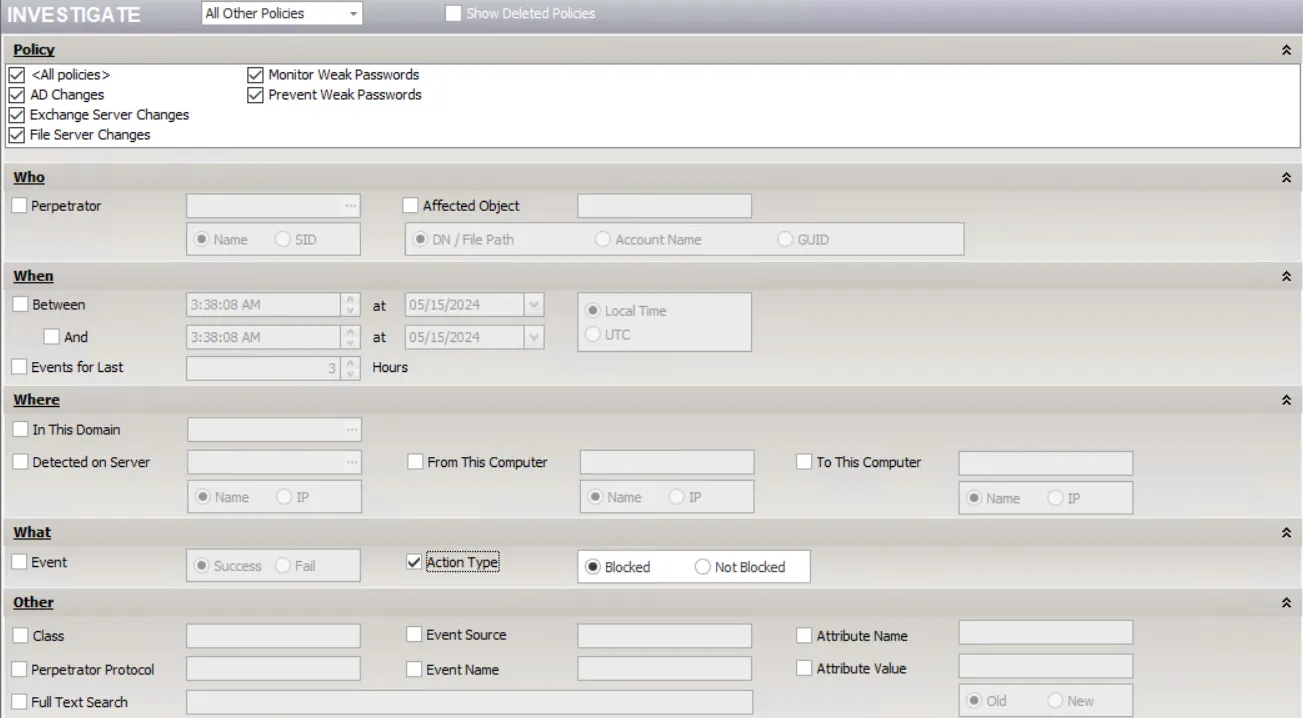 INVESTIGATE All Other Policies Show Deleted Policies
Policy
<All policies> Monitor Weak Passwords
AD Changes Prevent Weak Passwords
Exchange Server Changes
File Server Changes
Who
Perpetrator ... Affected Object
Name SID DN / File Path Account Name GUID
When
Between 3:38:08 AM at 05/15/2024 Local Time
UTC
And 3:38:08 AM at 05/15/2024
Events for Last 3 Hours
Where
In This Domain ...
Detected on Server ... From This Computer To This Computer
Name IP Name IP Name IP
What
Event Success Fail Action Type Blocked Not Blocked
Other
Class Event Source Attribute Name
Perpetrator Protocol Event Name Attribute Value
Full Text Search Old New